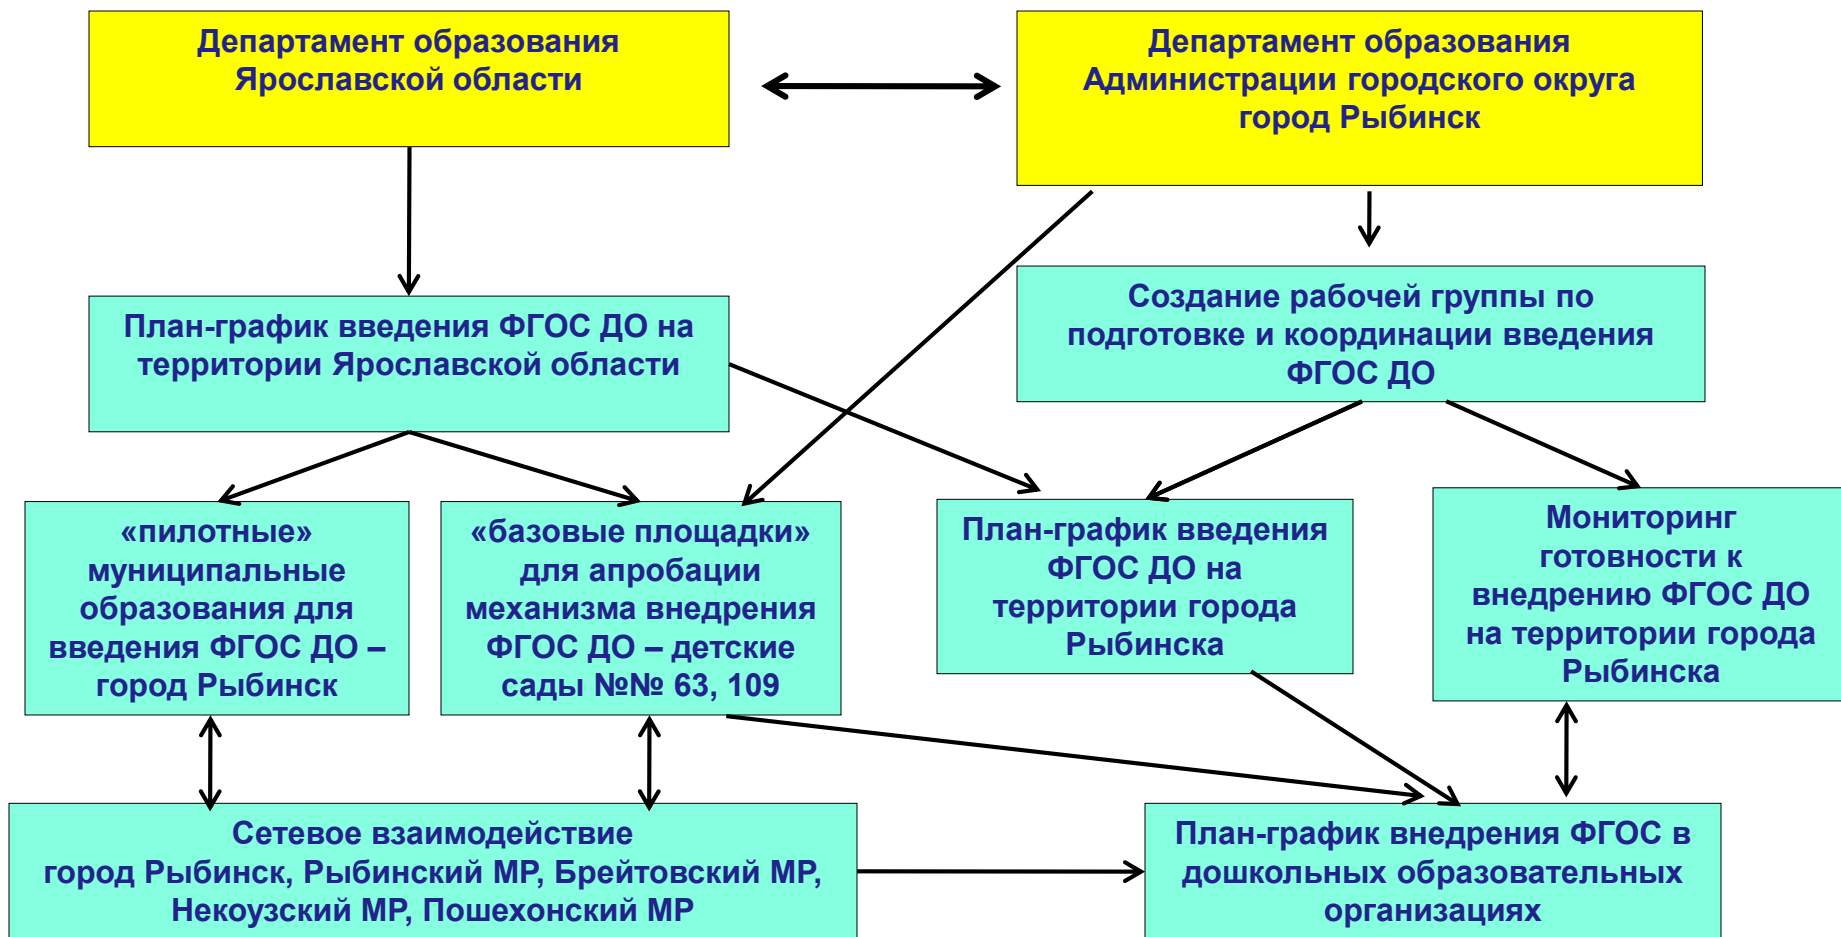 Департамент образования
Ярославской области
Департамент образования
Администрации городского округа
город Рыбинск
План-график введения ФГОС ДО на
территории Ярославской области
Создание рабочей группы по
подготовке и координации введения
ФГОС ДО
«пилотные»
муниципальные
образования для
введения ФГОС ДО –
город Рыбинск
«базовые площадки»
для апробации
механизма внедрения
ФГОС ДО – детские
сады №№ 63, 109
План-график введения
ФГОС ДО на
территории города
Рыбинска
Мониторинг
готовности к
внедрению ФГОС ДО
на территории города
Рыбинска
Сетевое взаимодействие
город Рыбинск, Рыбинский МР, Брейтовский МР,
Некоузский МР, Пошехонский МР
План-график внедрения ФГОС в
дошкольных образовательных
организациях